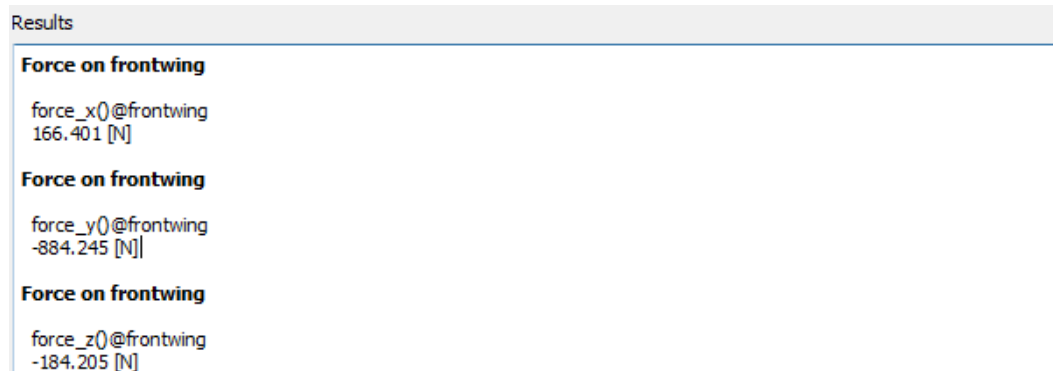 Results
Force on frontwing
force_x()@frontwing
166.401 [N]
Force on frontwing
force_y()@frontwing
-884.245 [N]
Force on frontwing
force_z()@frontwing
-184.205 [N]